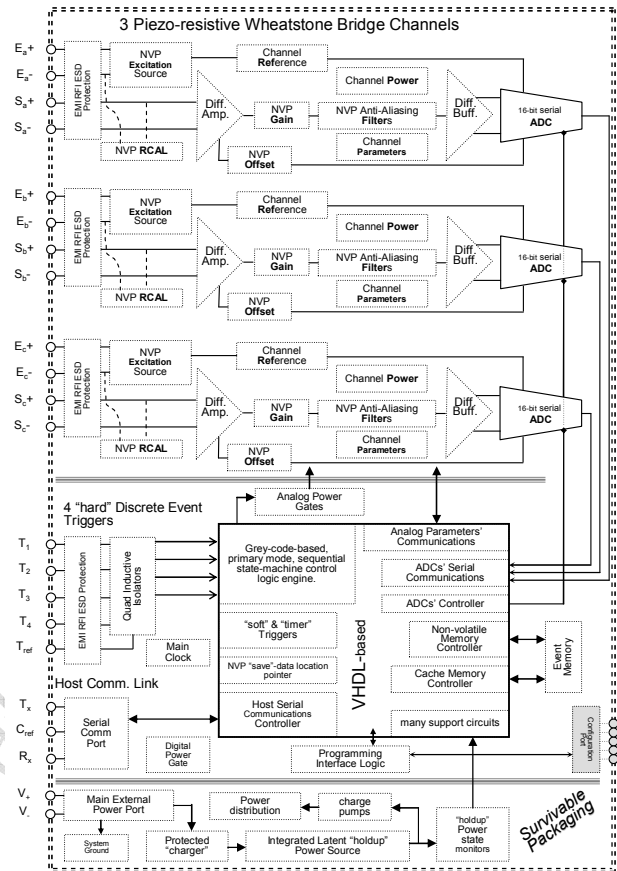 3 Piezo-resistive Wheatstone Bridge Channels
Ea+
Ea-
Sa+
Sa-
EMI RFI ESD
Protection
NVP
Excitation
Source
NVP RCAL
Diff.
Amp.
Channel
Reference
Channel Power
NVP
Gain
NVP Anti-Aliasing
Filters
Channel
Parameters
NVP
Offset
Diff.
Buff.
16-bit serial
ADC
Eb+
Eb-
Sb+
Sb-
EMI RFI ESD
Protection
NVP
Excitation
Source
NVP RCAL
Diff.
Amp.
Channel
Reference
Channel Power
NVP
Gain
NVP Anti-Aliasing
Filters
Channel
Parameters
NVP
Offset
Diff.
Buff.
16-bit serial
ADC
Ec+
Ec-
Sc+
Sc-
EMI RFI ESD
Protection
NVP
Excitation
Source
NVP RCAL
Diff.
Amp.
Channel
Reference
Channel Power
NVP
Gain
NVP Anti-Aliasing
Filters
Channel
Parameters
NVP
Offset
Diff.
Buff.
16-bit serial
ADC
4 "hard" Discrete Event
Triggers
Analog Power
Gates
T1
T2
T3
T4
Tref
EMI RFI ESD Protection
Quad Inductive
Isolators
Main
Clock
Grey-code-based,
primary mode, sequential
state-machine control
logic engine.
"soft" & "timer"
Triggers
NVP "save"-data location
pointer
Host Serial
Communications
Controller
VHDL-based
Analog Parameters'
Communications
ADCs' Serial
Communications
ADCs' Controller
Non-volatile
Memory
Controller
Cache Memory
Controller
many support circuits
Event
Memory
Host Comm. Link
Tx
Cref
Rx
Serial
Comm
Port
Digital
Power
Gate
Programming
Interface Logic
Configuration
Port
V+
V-
Main External
Power Port
System
Ground
Protected
"charger"
Power
distribution
charge
pumps
Integrated Latent "holdup"
Power Source
"holdup"
Power
state
monitors
Survivable
Packaging